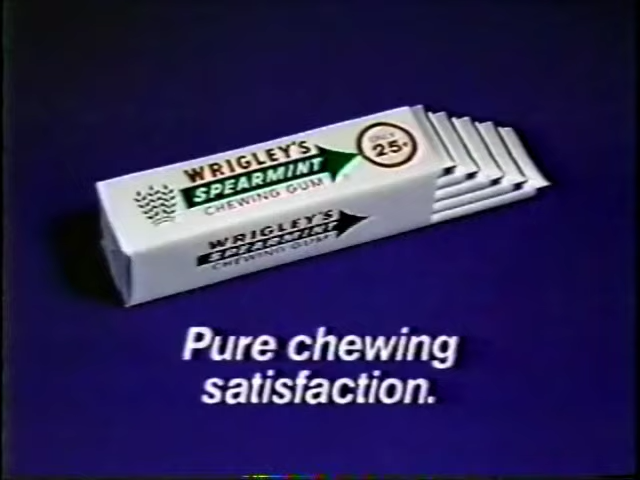 WRIGLEY'S
SPEARMINT
CHEWING GUM
ONLY
25¢
WRIGLEY'S
SPEARMINT
CHEWING GUM
Pure chewing
satisfaction.